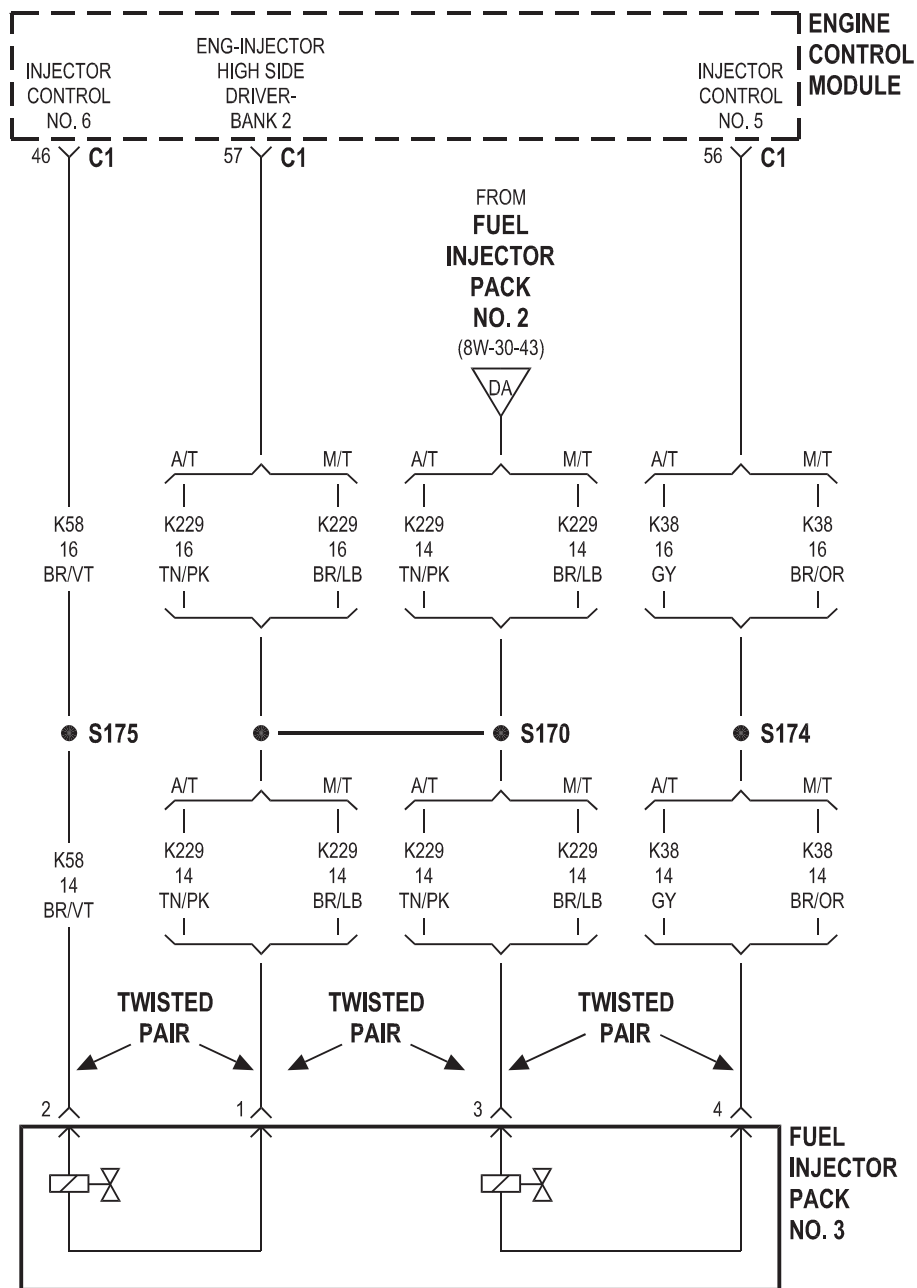 ENGINE
CONTROL
MODULE
INJECTOR
CONTROL
NO. 6
ENG-INJECTOR
HIGH SIDE
DRIVER-
BANK 2
INJECTOR
CONTROL
NO. 5
46 C1
57 C1
56 C1
FROM
FUEL
INJECTOR
PACK
NO. 2
(8W-30-43)
DA
A/T M/T A/T M/T A/T M/T
K58
16
BR/VT
K229
16
TN/PK
K229
16
BR/LB
K229
14
TN/PK
K229
14
BR/LB
K38
16
GY
K38
16
BR/OR
S175
S170
S174
A/T M/T A/T M/T A/T M/T
K58
14
BR/VT
K229
14
TN/PK
K229
14
BR/LB
K229
14
TN/PK
K229
14
BR/LB
K38
14
GY
K38
14
BR/OR
TWISTED
PAIR
TWISTED
PAIR
TWISTED
PAIR
2 1 3 4
FUEL
INJECTOR
PACK
NO. 3